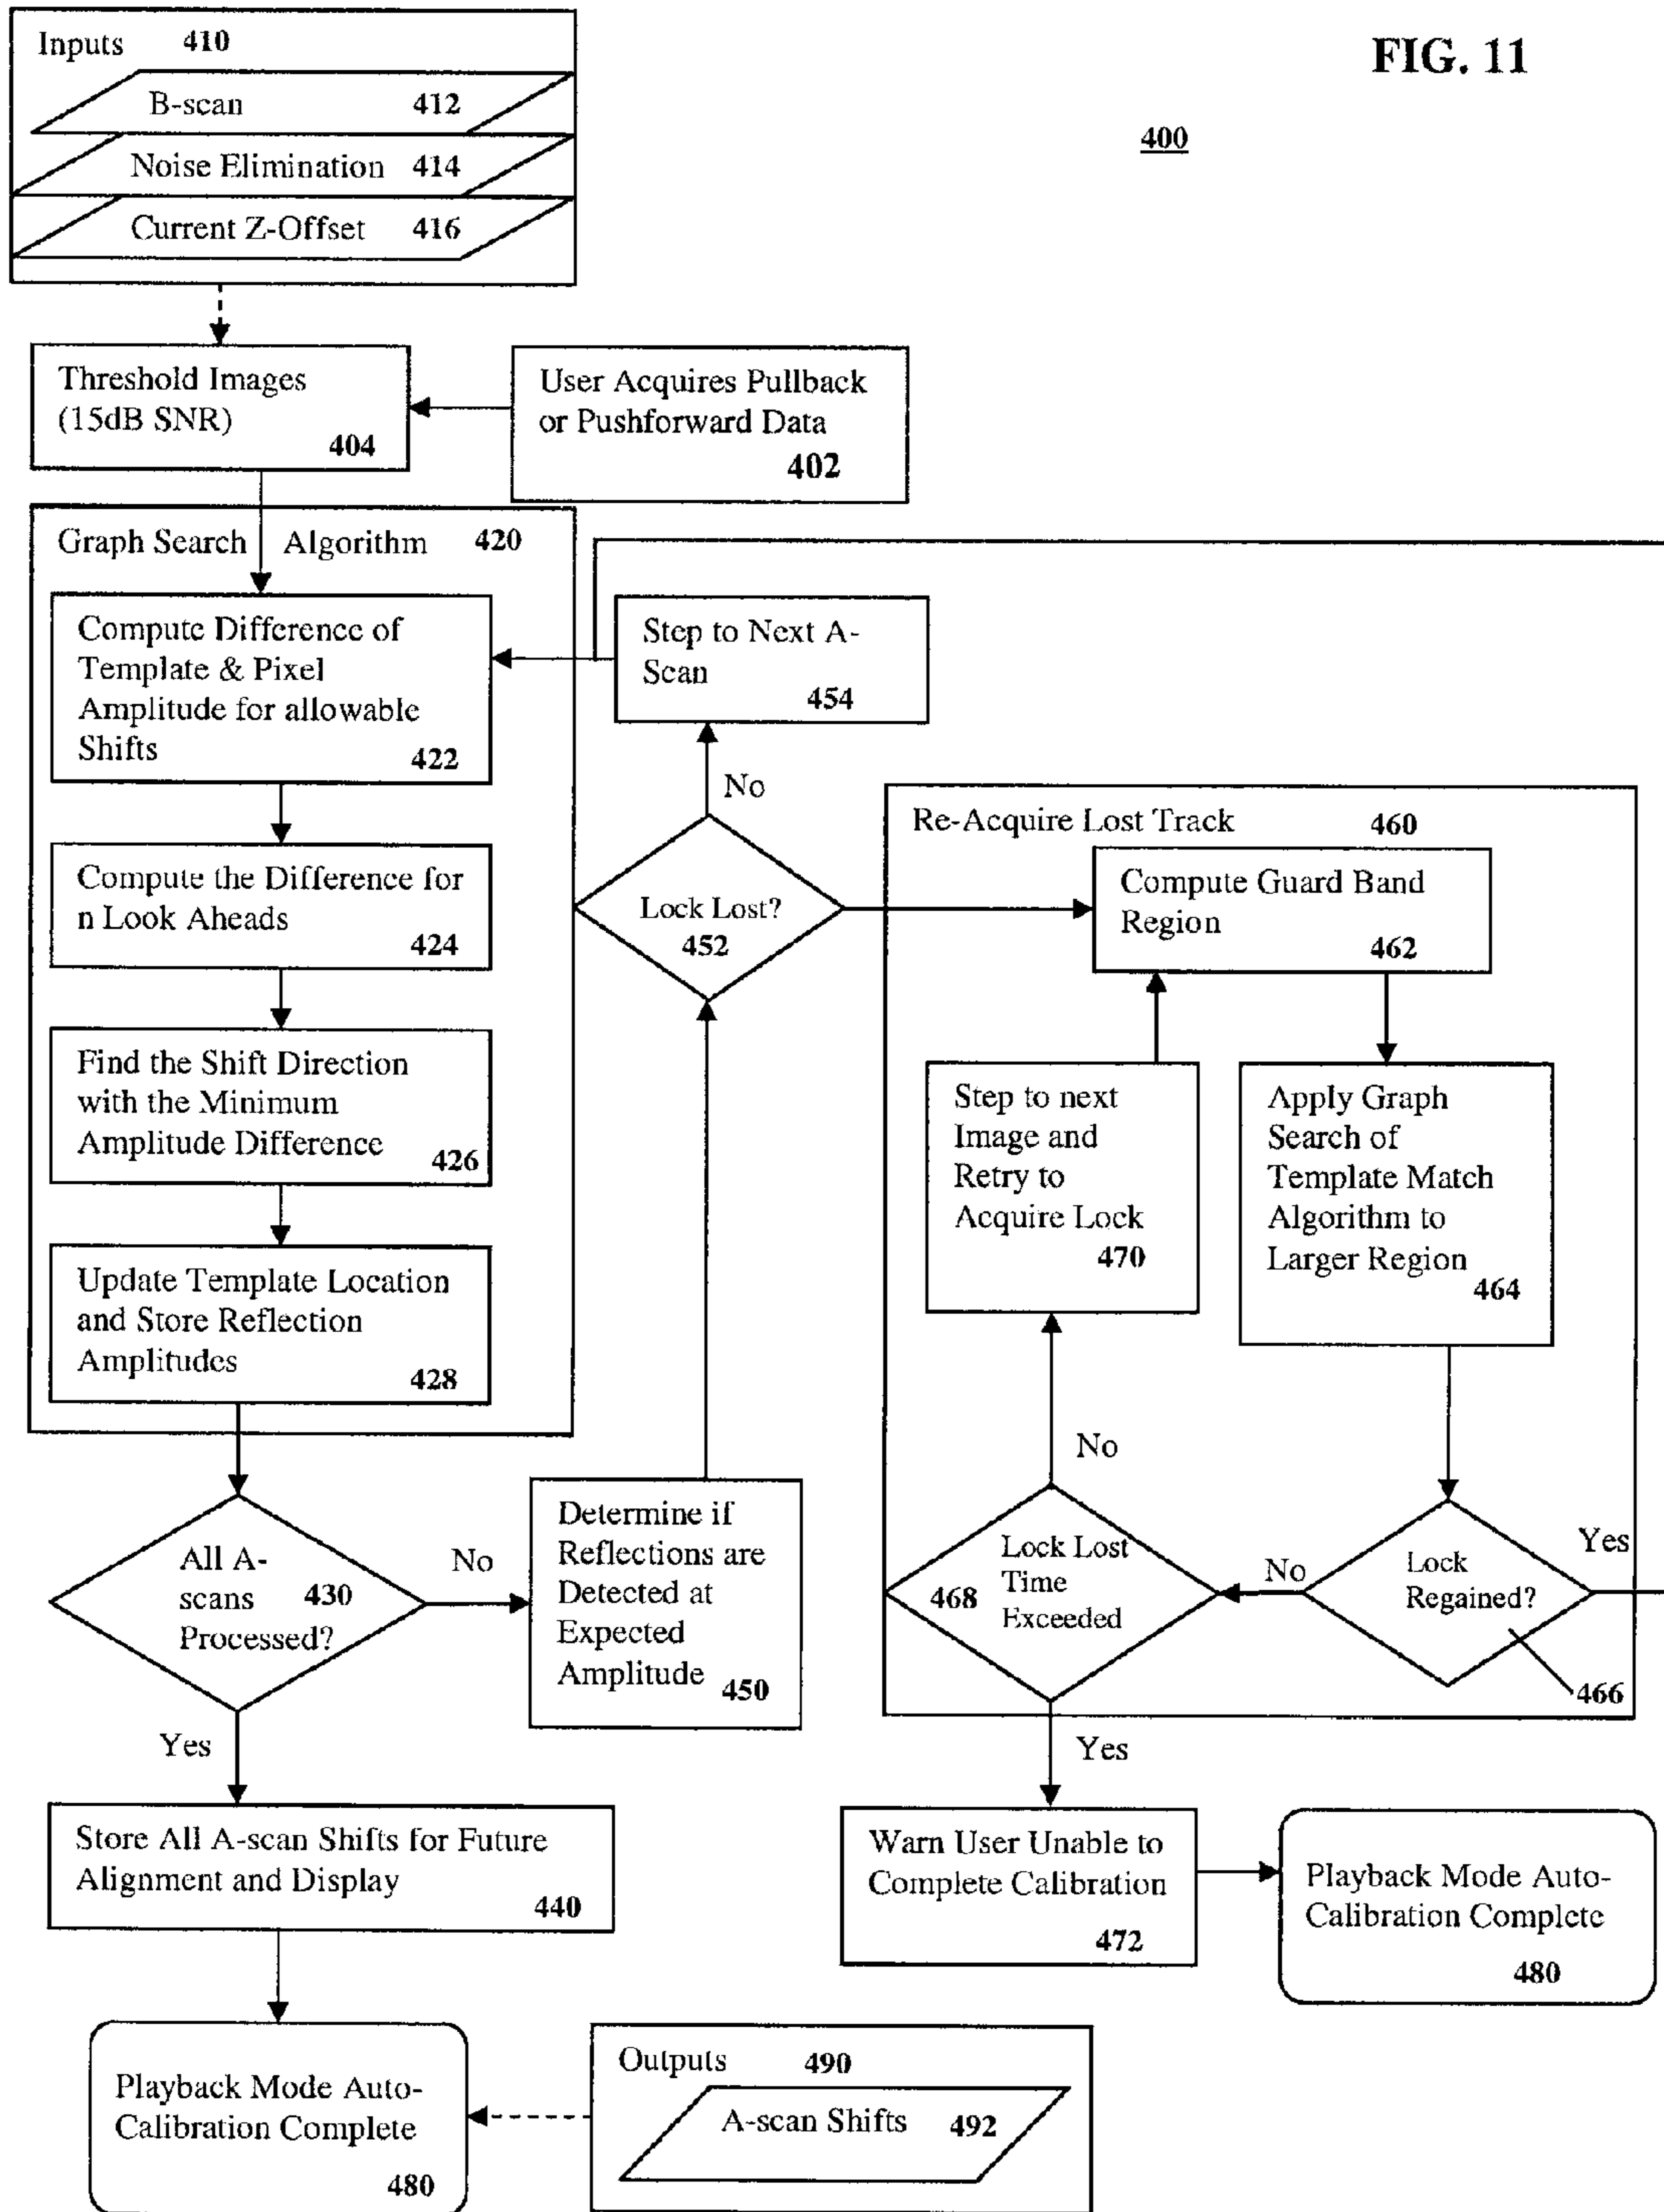 FIG. 11
400
Inputs 410
B-scan 412
Noise Elimination 414
Current Z-Offset 416
Threshold Images
(15dB SNR)
404
User Acquires Pullback
or Pushforward Data
402
Graph Search Algorithm 420
Compute Difference of
Template & Pixel
Amplitude for allowable
Shifts
422
Step to Next A-
Scan
454
No
Compute the Difference for
n Look Aheads
424
Lock Lost?
452
Re-Acquire Lost Track 460
Compute Guard Band
Region
462
Find the Shift Direction
with the Minimum
Amplitude Difference
426
Step to next
Image and
Retry to
Acquire Lock
470
Apply Graph
Search of
Template Match
Algorithm to
Larger Region
464
Update Template Location
and Store Reflection
Amplitudes
428
No
All A-
scans
Processed?
430
No
Determine if
Reflections are
Detected at
Expected
Amplitude
450
Lock Lost
Time
Exceeded
468
No
Lock
Regained?
Yes
466
Yes
Yes
Store All A-scan Shifts for Future
Alignment and Display
440
Warn User Unable to
Complete Calibration
472
Playback Mode Auto-
Calibration Complete
480
Playback Mode Auto-
Calibration Complete
480
Outputs 490
A-scan Shifts 492